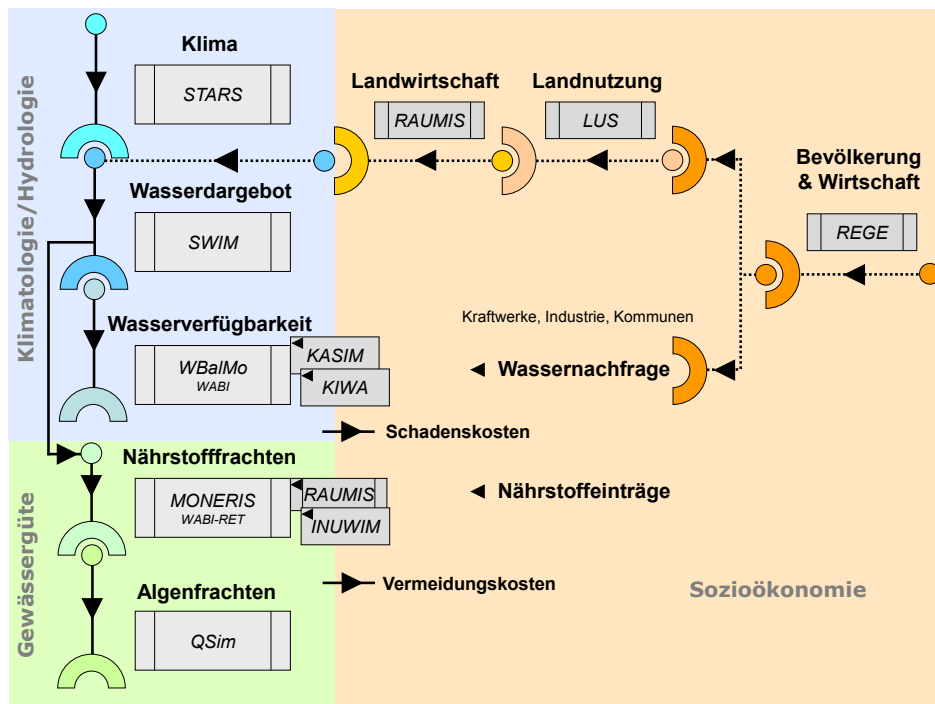 Klimatologie/Hydrologie
Klima
STARS
Landwirtschaft
RAUMIS
Landnutzung
LUS
Bevölkerung
& Wirtschaft
REGE
Wasserdargebot
SWIM
Wasserverfügbarkeit
WBalMo
WABI
KASIM
KIWA
Kraftwerke, Industrie, Kommunen
Wassernachfrage
Schadenskosten
Gewässergüte
Nährstofffrachten
MONERIS
WABI-RET
RAUMIS
INUWIM
Nährstoffeinträge
Vermeidungskosten
Sozioökonomie
Algenfrachten
QSim